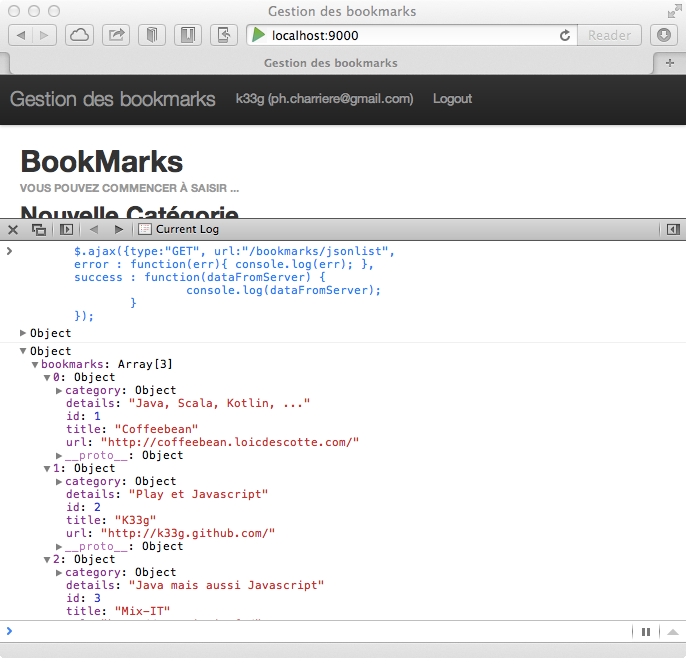 Gestion des bookmarks
localhost:9000
Reader
Gestion des bookmarks
Gestion des bookmarks k33g (ph.charriere@gmail.com) Logout
BookMarks
VOUS POUVEZ COMMENCER À SAISIR ...
Nouvelle Catégorie
Current Log
$.ajax({type:"GET", url:"/bookmarks/jsonlist",
error : function(err){ console.log(err); },
success : function(dataFromServer) {
console.log(dataFromServer);
}
});
Object
Object
bookmarks: Array[3]
0: Object
category: Object
details: "Java, Scala, Kotlin, ..."
id: 1
title: "Coffeebean"
url: "http://coffeebean.loicdescotte.com/"
__proto__: Object
1: Object
category: Object
details: "Play et Javascript"
id: 2
title: "K33g"
url: "http://k33g.github.com/"
__proto__: Object
2: Object
category: Object
details: "Java mais aussi Javascript"
id: 3
title: "Mix-IT"